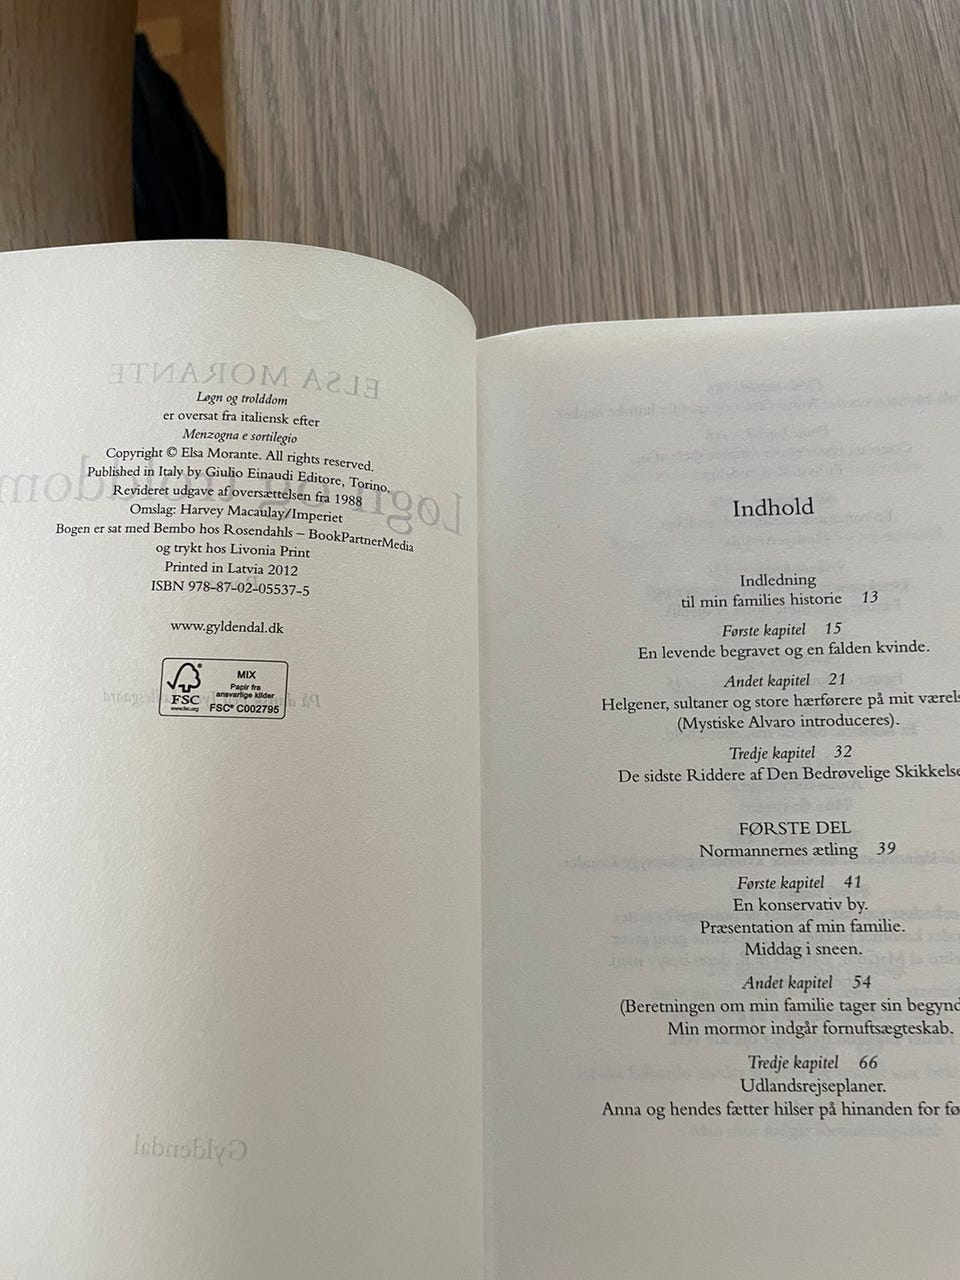 ELSA MORANTE
Løgn og trolddom
er oversat fra italiensk efter
Menzogna e sortilegio
Copyright © Elsa Morante. All rights reserved.
Published in Italy by Giulio Einaudi Editore, Torino.
Revideret udgave af oversættelsen fra 1988
Omslag: Harvey Macaulay/Imperiet
Bogen er sat med Bembo hos Rosendahls – BookPartnerMedia
og trykt hos Livonia Print
Printed in Latvia 2012
ISBN 978-87-02-05537-5
www.gyldendal.dk
FSC
www.fsc.org
MIX
Papir fra
ansvarlige kilder
FSC® C002795
Gyldendal
Indhold
Indledning
til min families historie 13
Første kapitel 15
En levende begravet og en falden kvinde.
Andet kapitel 21
Helgener, sultaner og store hærførere på mit værels
(Mystiske Alvaro introduceres).
Tredje kapitel 32
De sidste Riddere af Den Bedrøvelige Skikkelse
FØRSTE DEL
Normannernes ætling 39
Første kapitel 41
En konservativ by.
Præsentation af min familie.
Middag i sneen.
Andet kapitel 54
(Beretningen om min familie tager sin begynd
Min mormor indgår fornuftsægteskab.
Tredje kapitel 66
Udlandsrejseplaner.
Anna og hendes fætter hilser på hinanden for fø